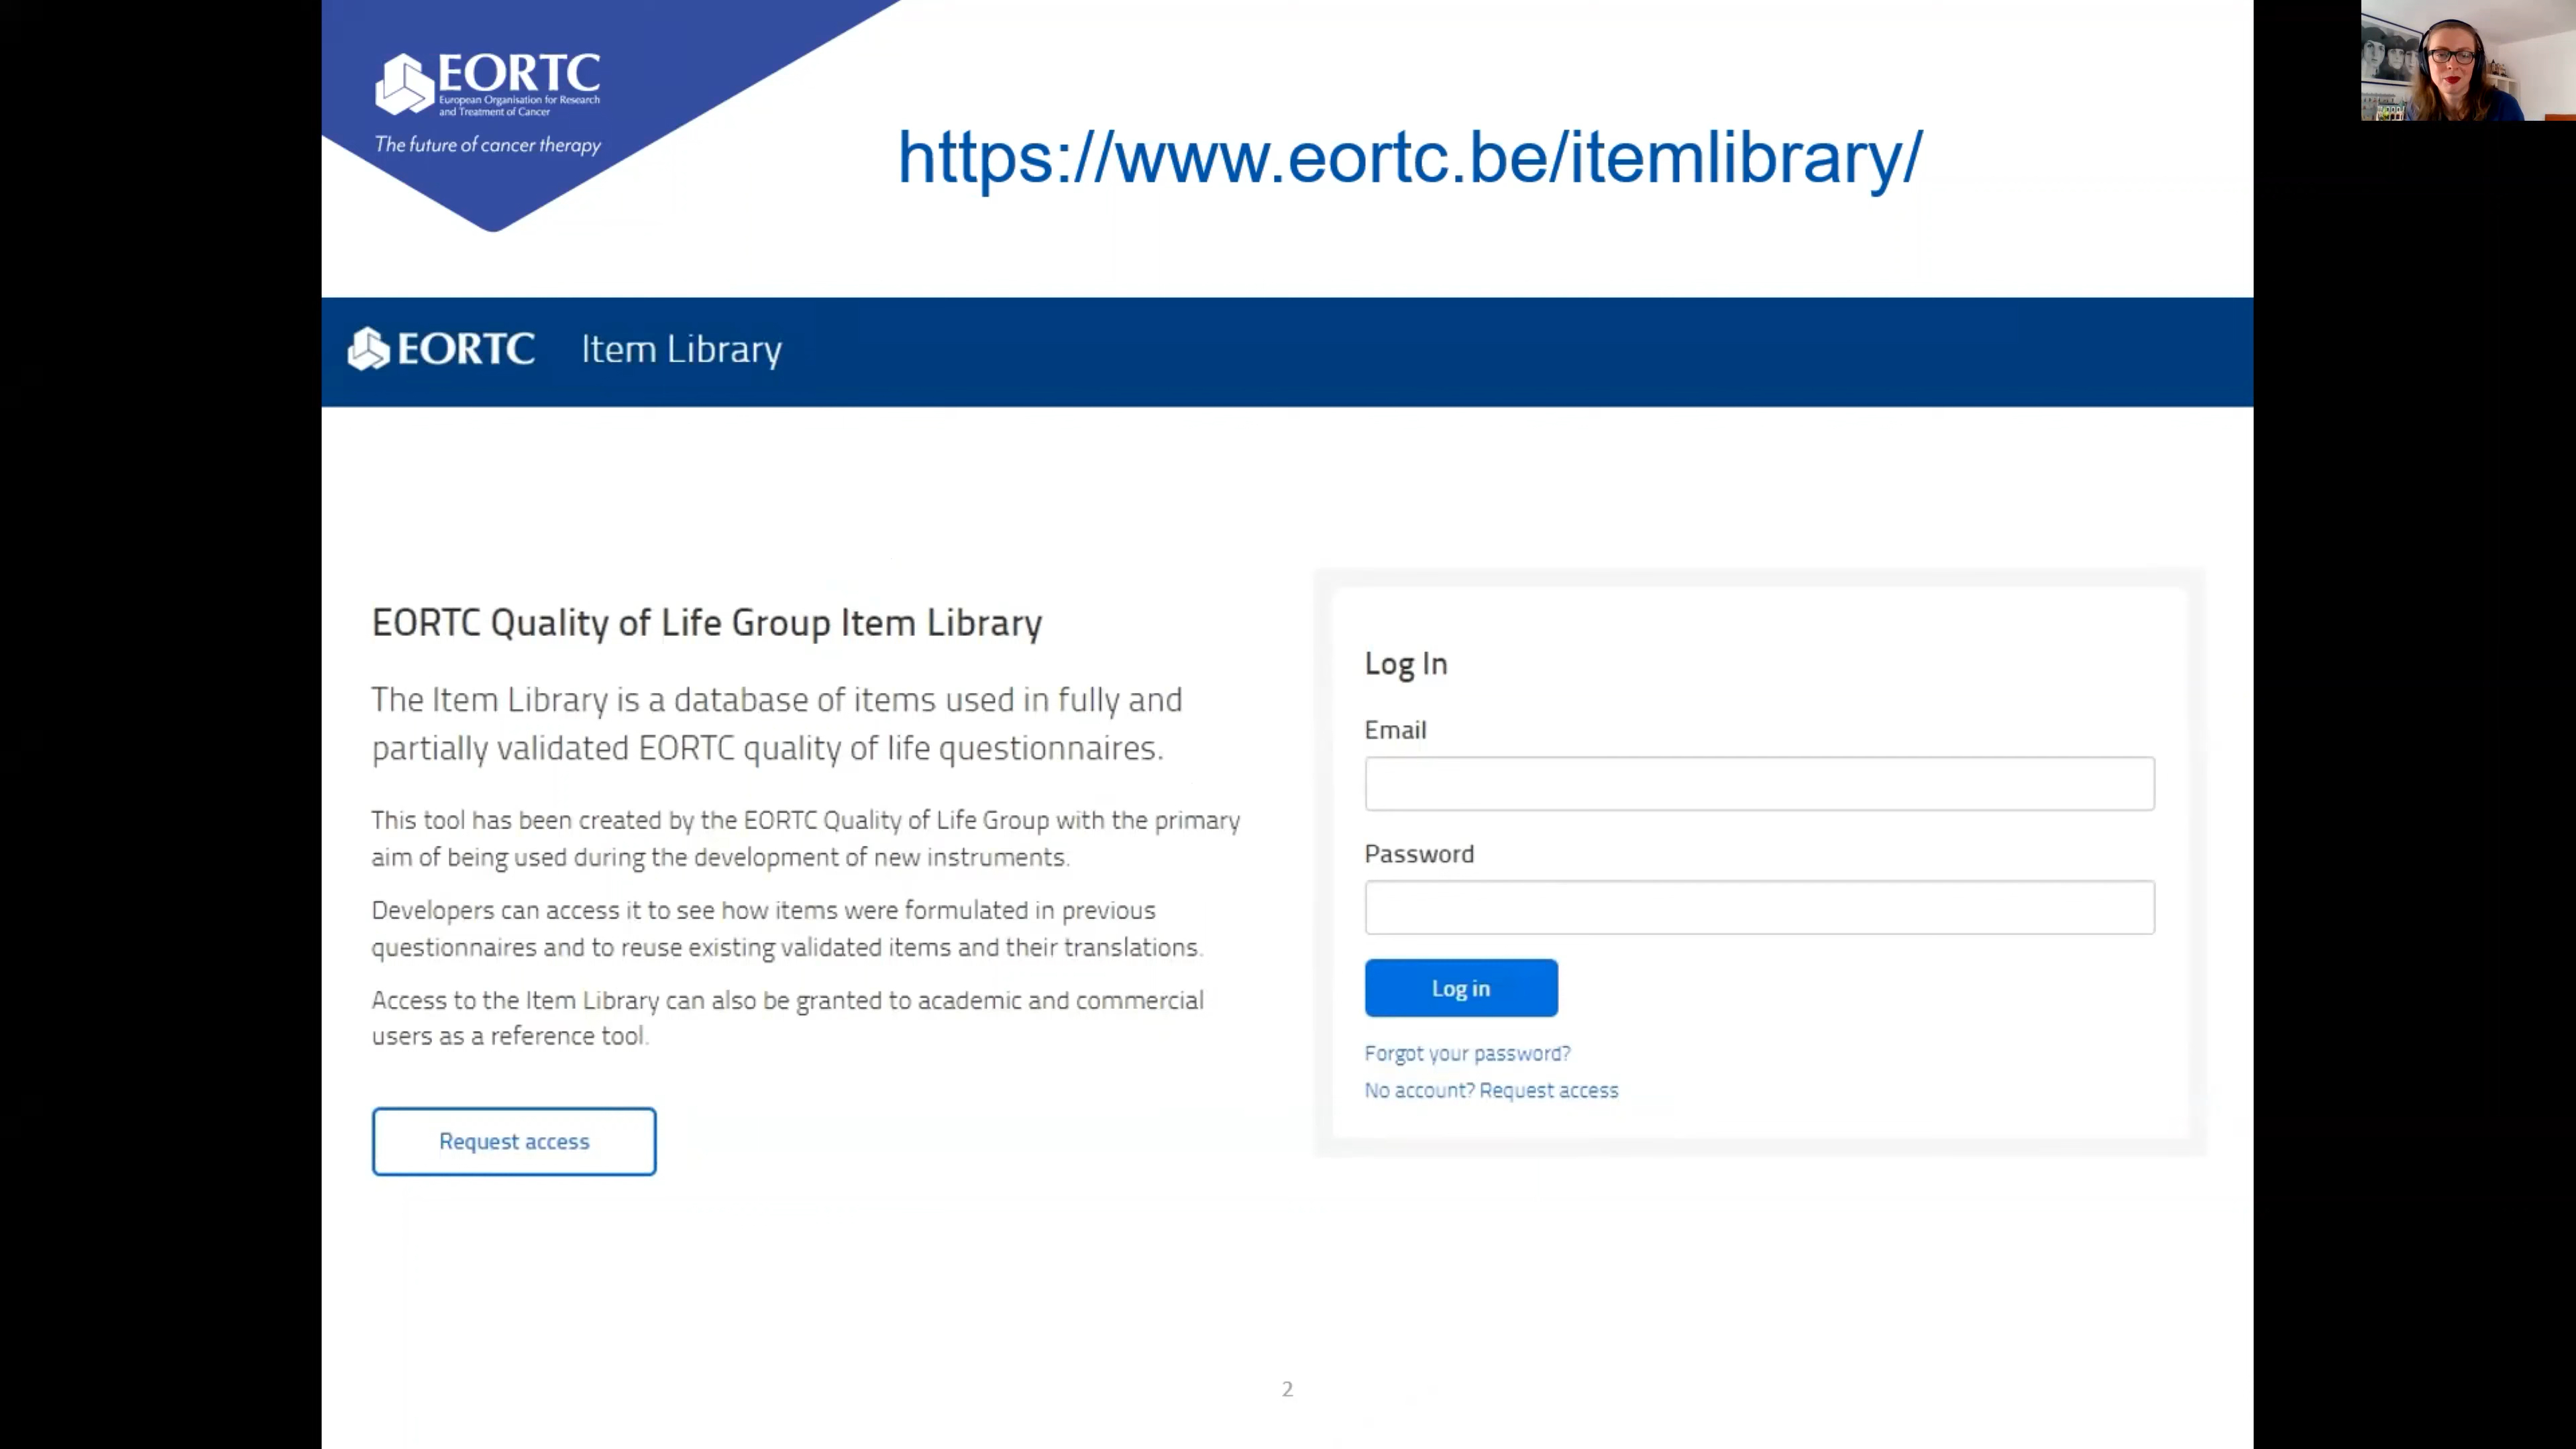 EORTC
European Organisation for Research
and Treatment of Cancer
The future of cancer therapy
https://www.eortc.be/itemlibrary/
EORTC Item Library
EORTC Quality of Life Group Item Library
The Item Library is a database of items used in fully and
partially validated EORTC quality of life questionnaires.
This tool has been created by the EORTC Quality of Life Group with the primary
aim of being used during the development of new instruments.
Developers can access it to see how items were formulated in previous
questionnaires and to reuse existing validated items and their translations.
Access to the Item Library can also be granted to academic and commercial
users as a reference tool.
Request access
Log In
Email
Password
Log in
Forgot your password?
No account? Request access
2